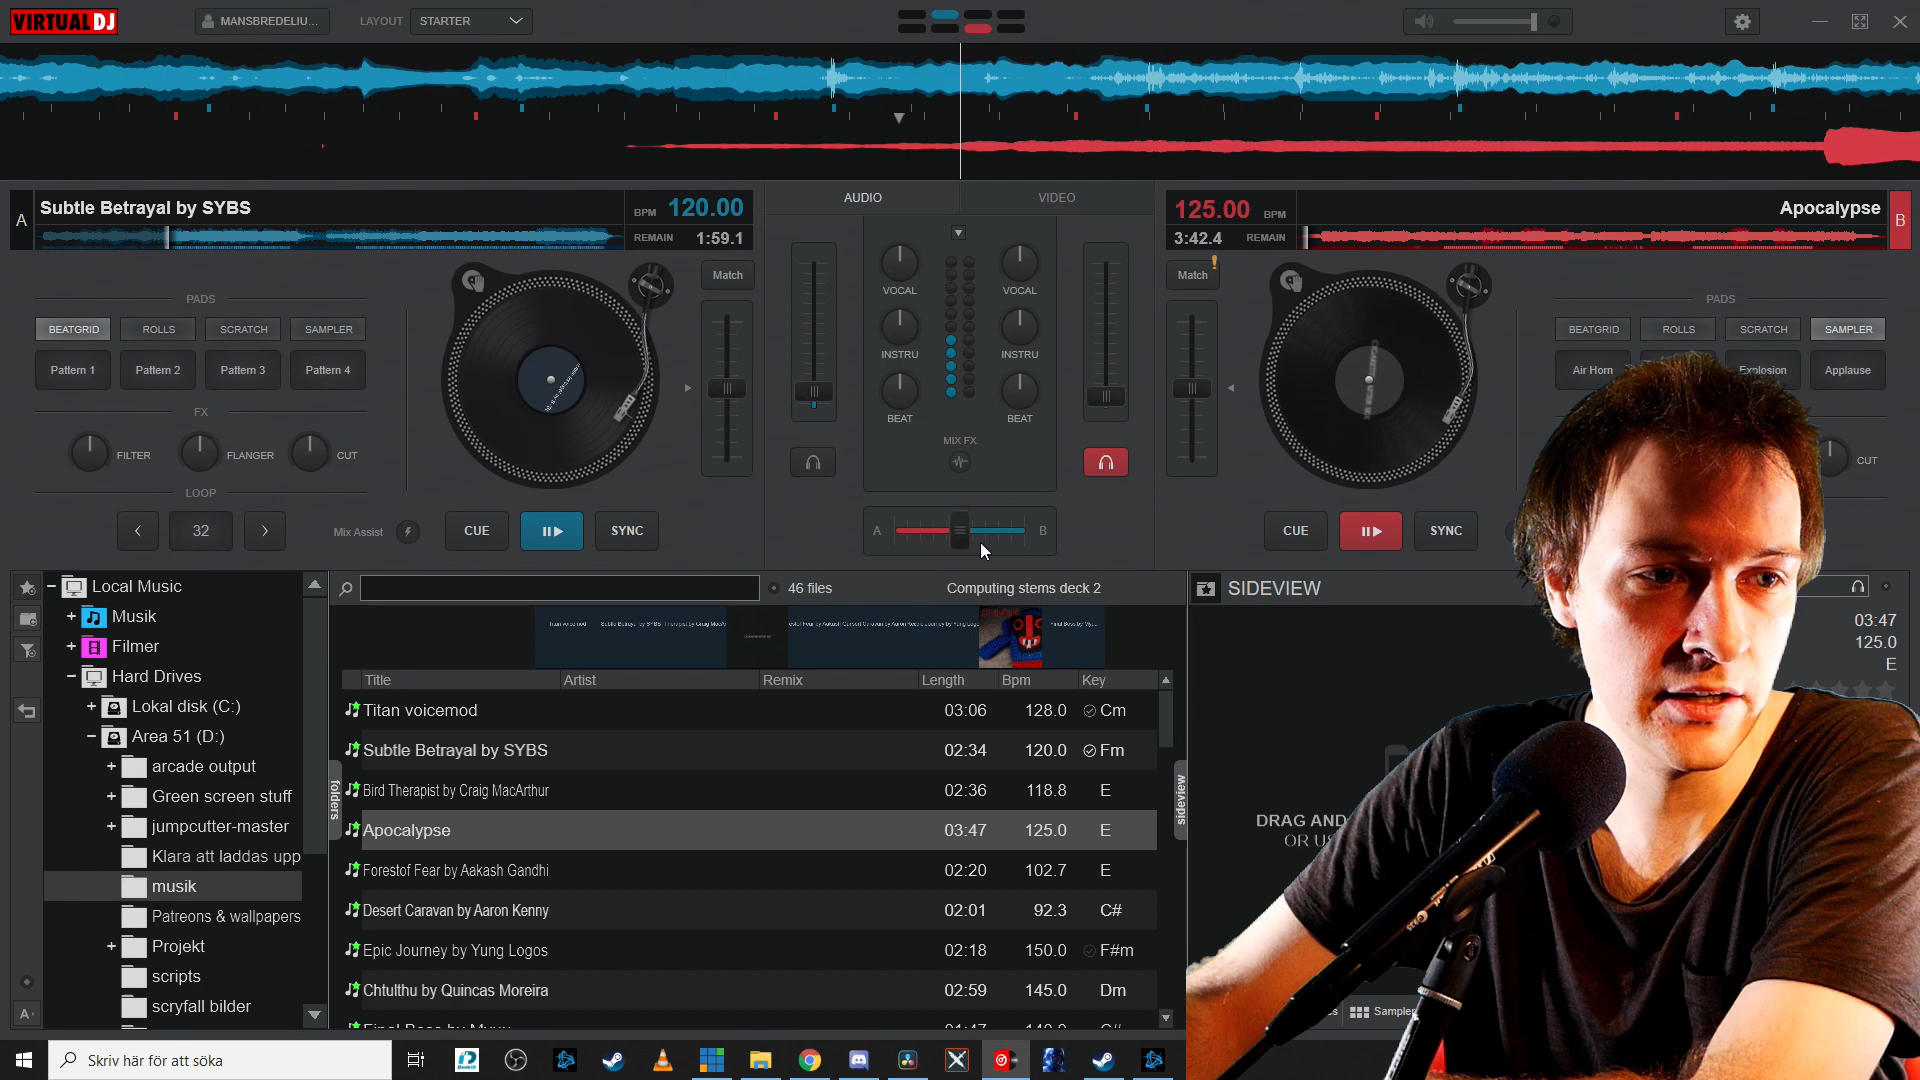 VIRTUAL DJ
MANSBREDELIU...
LAYOUT
STARTER
A
Subtle Betrayal by SYBS
BPM 120.00
REMAIN 1:59.1
AUDIO
VIDEO
125.00 BPM
3:42.4 REMAIN
Apocalypse
B
PADS
BEATGRID
ROLLS
SCRATCH
SAMPLER
Pattern 1
Pattern 2
Pattern 3
Pattern 4
FX
FILTER
FLANGER
CUT
LOOP
32
Mix Assist
CUE
SYNC
Match
VOCAL
INSTRU
BEAT
VOCAL
INSTRU
BEAT
MIX FX
A
B
Match
PADS
BEATGRID
ROLLS
SCRATCH
SAMPLER
Air Horn
Explosion
Applause
CUT
CUE
SYNC
Local Music
Musik
Filmer
Hard Drives
Lokal disk (C:)
Area 51 (D:)
arcade output
Green screen stuff
jumpcutter-master
Klara att laddas upp
musik
Patreons & wallpapers
Projekt
scripts
scryfall bilder
folders
46 files
Computing stems deck 2
Title Artist Remix Length Bpm Key
Titan voicemod 03:06 128.0 Cm
Subtle Betrayal by SYBS 02:34 120.0 Fm
Bird Therapist by Craig MacArthur 02:36 118.8 E
Apocalypse 03:47 125.0 E
Forestof Fear by Aakash Gandhi 02:20 102.7 E
Desert Caravan by Aaron Kenny 02:01 92.3 C#
Epic Journey by Yung Logos 02:18 150.0 F#m
Chtulthu by Quincas Moreira 02:59 145.0 Dm
sideview
SIDEVIEW
03:47
125.0
E
DRAG AND
Sampler
Skriv här för att söka